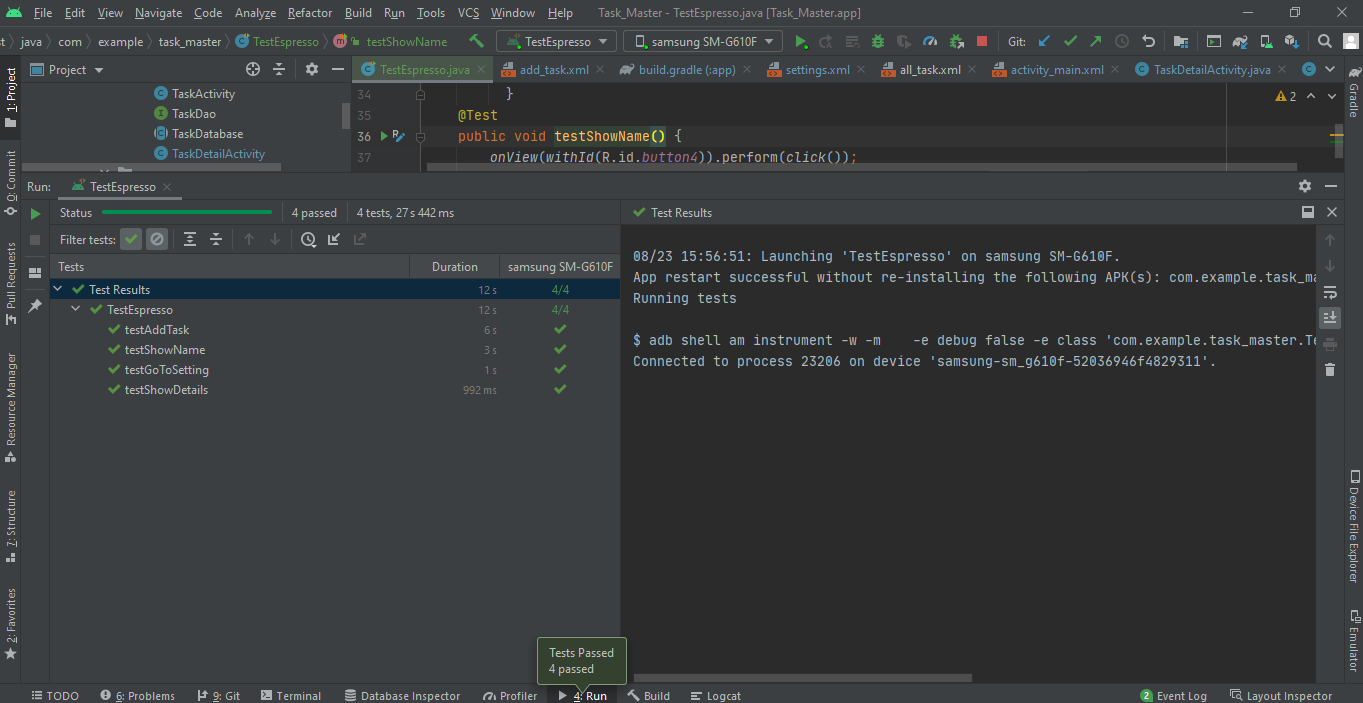 File Edit View Navigate Code Analyze Refactor Build Run Tools VCS Window Help Task_Master - TestEspresso.java [Task_Master.app]
java com example task_master TestEspresso testShowName TestEspresso samsung SM-G610F Git:
Project TestEspresso.java add_task.xml build.gradle (:app) settings.xml all_task.xml activity_main.xml TaskDetailActivity.java
TaskActivity
TaskDao
TaskDatabase
TaskDetailActivity
34 }
35 @Test
36 public void testShowName() {
37 onView(withId(R.id.button4)).perform(click());
2
Run: TestEspresso
Status 4 passed 4 tests, 27 s 442 ms
Filter tests:
Tests Duration samsung SM-G610F
Test Results 12 s 4/4
TestEspresso 12 s 4/4
testAddTask 6 s
testShowName 3 s
testGoToSetting 1 s
testShowDetails 992 ms
Test Results
08/23 15:56:51: Launching 'TestEspresso' on samsung SM-G610F.
App restart successful without re-installing the following APK(s): com.example.task_ma
Running tests
$ adb shell am instrument -w -m    -e debug false -e class 'com.example.task_master.Te
Connected to process 23206 on device 'samsung-sm_g610f-52036946f4829311'.
1: Project
0: Commit
Pull Requests
Resource Manager
7: Structure
2: Favorites
Gradle
Device File Explorer
Emulator
Tests Passed
4 passed
TODO 6: Problems 9: Git Terminal Database Inspector Profiler 4: Run Build Logcat 2 Event Log Layout Inspector